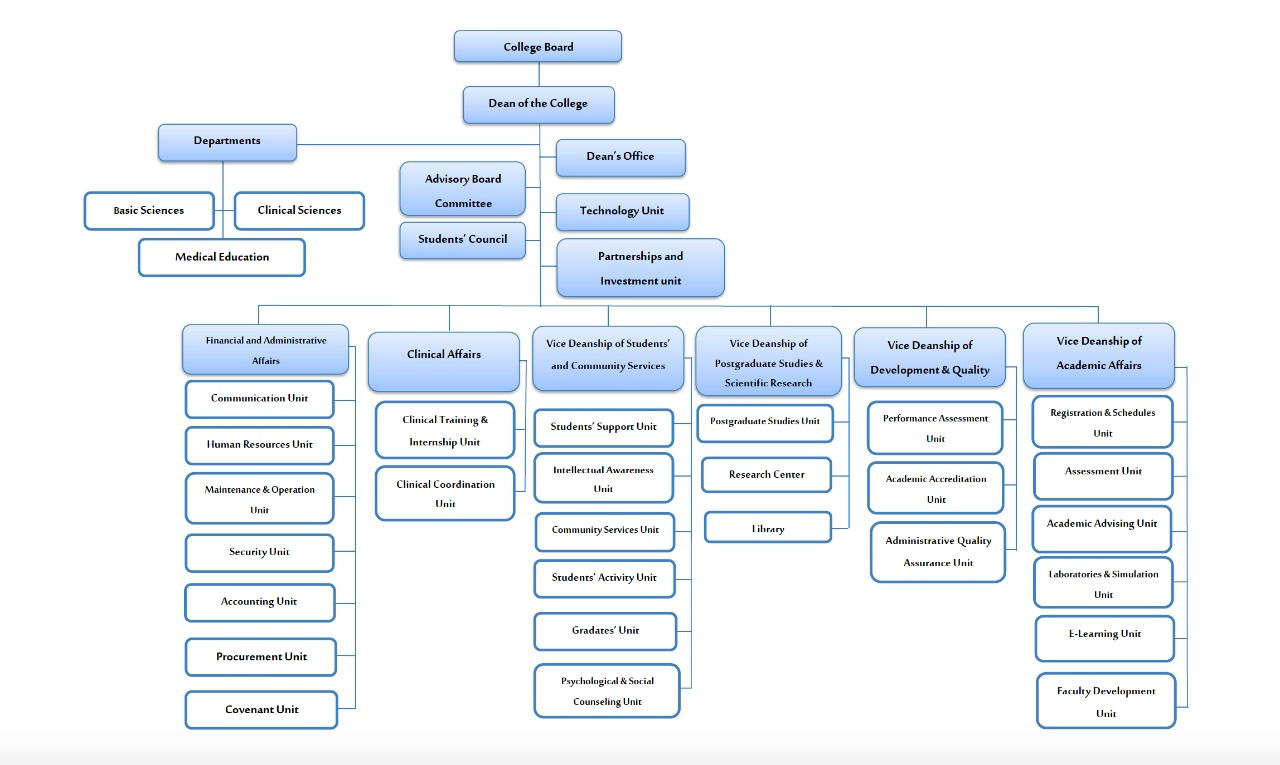 College Board
Dean of the College
Departments
Basic Sciences
Clinical Sciences
Medical Education
Dean's Office
Advisory Board
Committee
Technology Unit
Students' Council
Partnerships and
Investment unit
Financial and Administrative
Affairs
Communication Unit
Human Resources Unit
Maintenance & Operation
Unit
Security Unit
Accounting Unit
Procurement Unit
Covenant Unit
Clinical Affairs
Clinical Training &
Internship Unit
Clinical Coordination
Unit
Vice Deanship of Students'
and Community Services
Students' Support Unit
Intellectual Awareness
Unit
Community Services Unit
Students' Activity Unit
Gradates' Unit
Psychological & Social
Counseling Unit
Vice Deanship of
Postgraduate Studies &
Scientific Research
Postgraduate Studies Unit
Research Center
Library
Vice Deanship of
Development & Quality
Performance Assessment
Unit
Academic Accreditation
Unit
Administrative Quality
Assurance Unit
Vice Deanship of
Academic Affairs
Registration & Schedules
Unit
Assessment Unit
Academic Advising Unit
Laboratories & Simulation
Unit
E-Learning Unit
Faculty Development
Unit